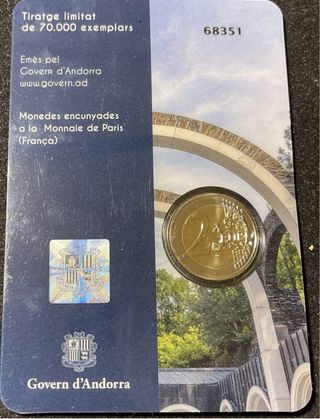 Tiratge limitat
de 70.000 exemplars
68351
Emès pel
Govern d'Andorra
www.govern.ad
Monedes encunyades
a la Monnaie de Paris
(França)
2 EURO
Govern d'Andorra